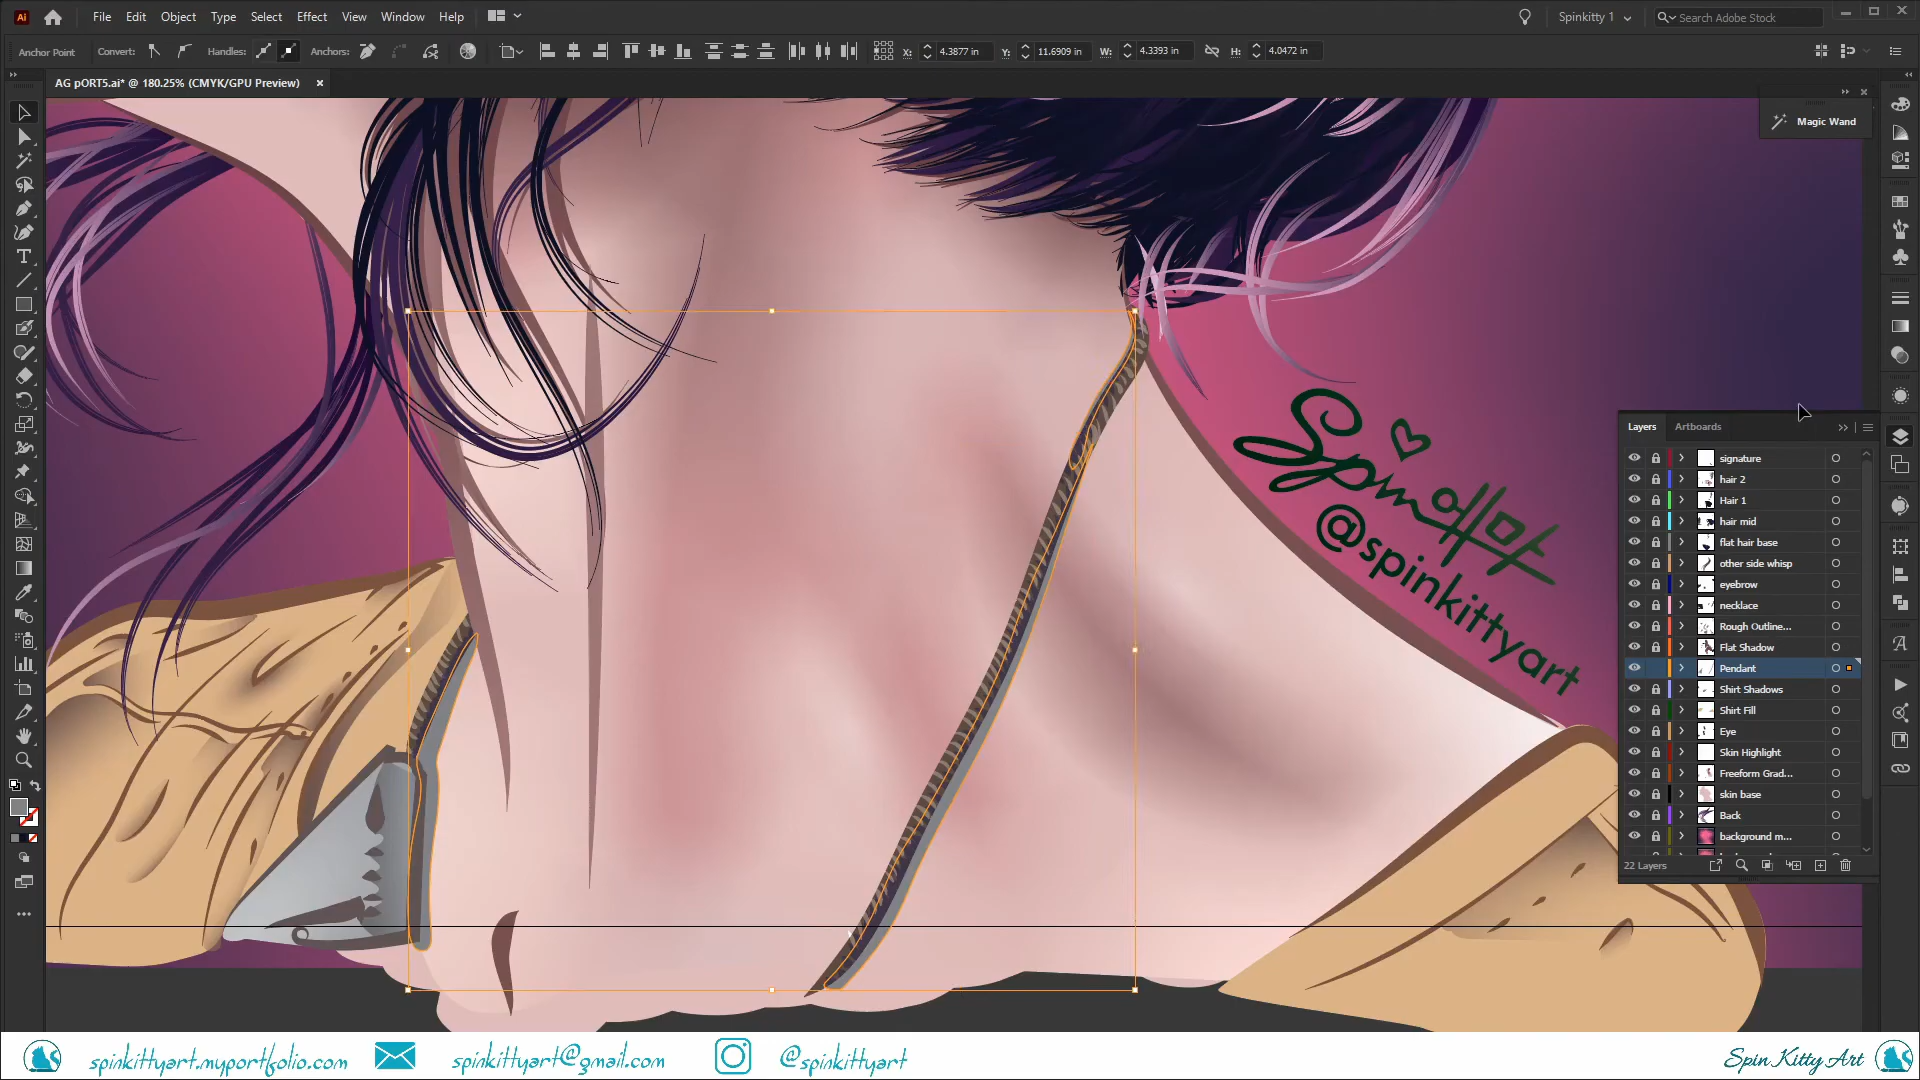 Ai File Edit Object Type Select Effect View Window Help Spinkitty 1 Search Adobe Stock
Anchor Point Convert: Handles: Anchors: X: 4.3877 in Y: 11.6909 in W: 4.3393 in H: 4.0472 in
AG pORT5.ai* @ 180.25% (CMYK/GPU Preview)
Magic Wand
@spinkittyart
Layers Artboards
signature
hair 2
Hair 1
hair mid
flat hair base
other side whisp
eyebrow
necklace
Rough Outline...
Flat Shadow
Pendant
Shirt Shadows
Shirt Fill
Eye
Skin Highlight
Freeform Grad...
skin base
Back
background m...
22 Layers
spinkittyart.myportfolio.com spinkittyart@gmail.com @spinkittyart Spin Kitty Art